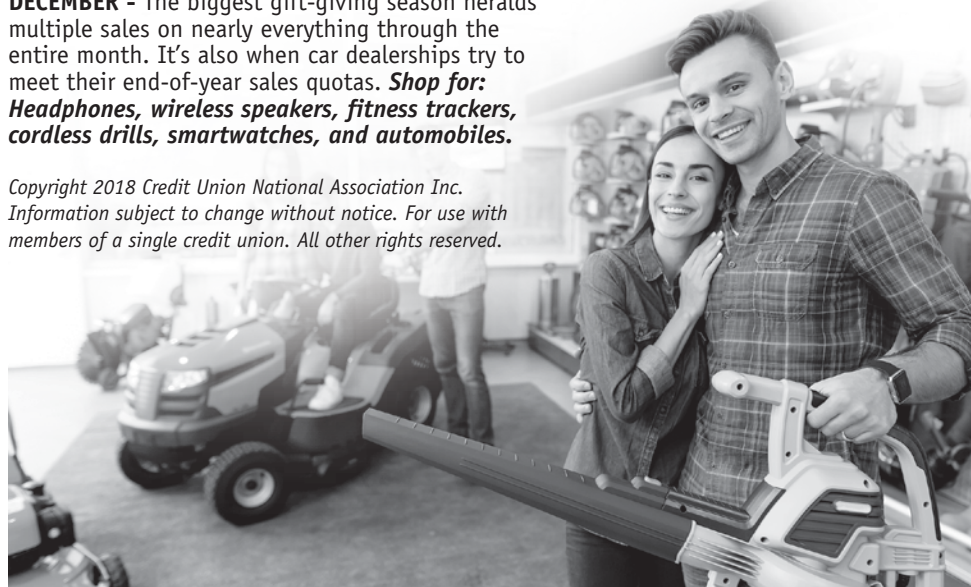 DECEMBER - The biggest gift-giving season heralds
multiple sales on nearly everything through the
entire month. It’s also when car dealerships try to
meet their end-of-year sales quotas. Shop for:
Headphones, wireless speakers, fitness trackers,
cordless drills, smartwatches, and automobiles.
Copyright 2018 Credit Union National Association Inc.
Information subject to change without notice. For use with
members of a single credit union. All other rights reserved.